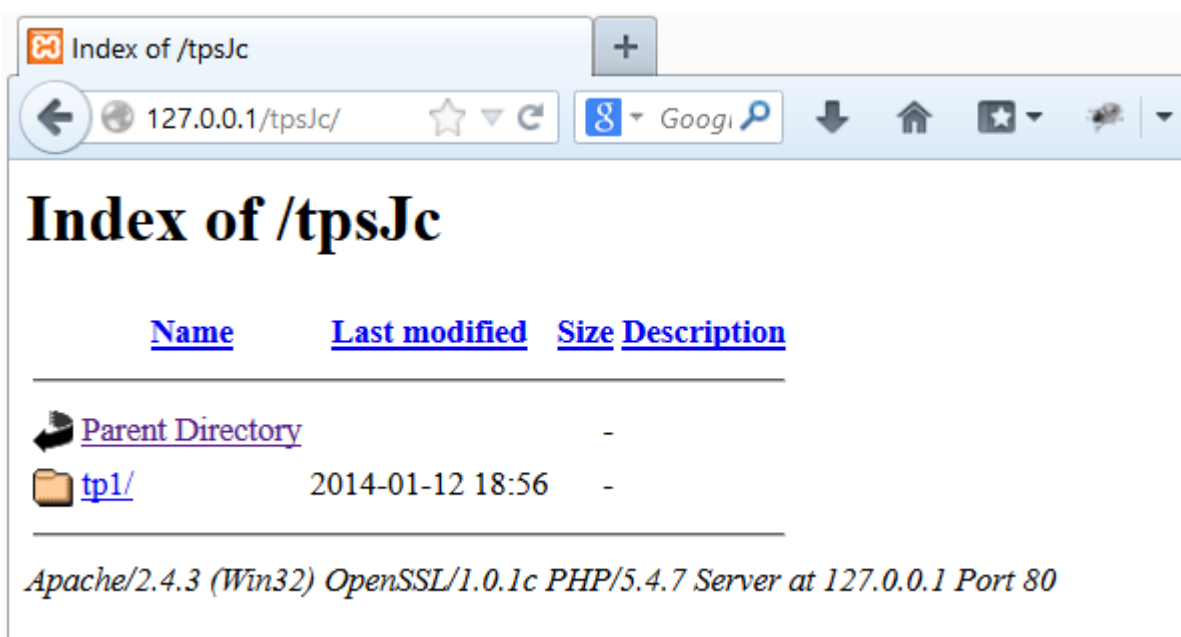 Index of /tpsJc
127.0.0.1/tpsJc/
Googl
Index of /tpsJc
Name Last modified Size Description
Parent Directory -
tp1/ 2014-01-12 18:56 -
Apache/2.4.3 (Win32) OpenSSL/1.0.1c PHP/5.4.7 Server at 127.0.0.1 Port 80